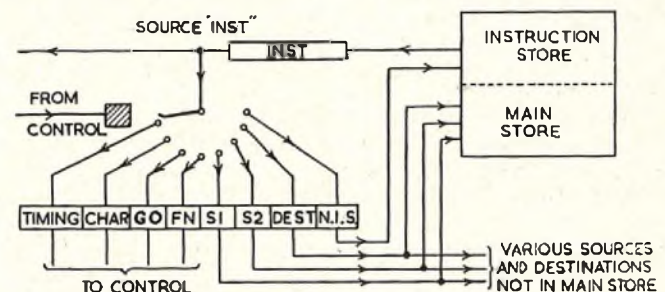 SOURCE "INST"
INST
INSTRUCTION
STORE
MAIN
STORE
FROM
CONTROL
TIMING CHAR GO FN S1 S2 DEST N.I.S.
TO CONTROL
VARIOUS SOURCES
AND DESTINATIONS
NOT IN MAIN STORE